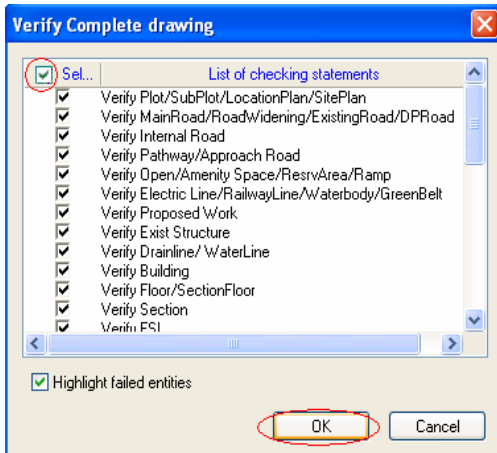 Verify Complete drawing
Sel... List of checking statements
Verify Plot/SubPlot/LocationPlan/SitePlan
Verify MainRoad/RoadWidening/ExistingRoad/DPRoad
Verify Internal Road
Verify Pathway/Approach Road
Verify Open/Amenity Space/ResrvArea/Ramp
Verify Electric Line/RailwayLine/Waterbody/GreenBelt
Verify Proposed Work
Verify Exist Structure
Verify Drainline/ WaterLine
Verify Building
Verify Floor/SectionFloor
Verify Section
Verify FSI
Highlight failed entities
OK Cancel